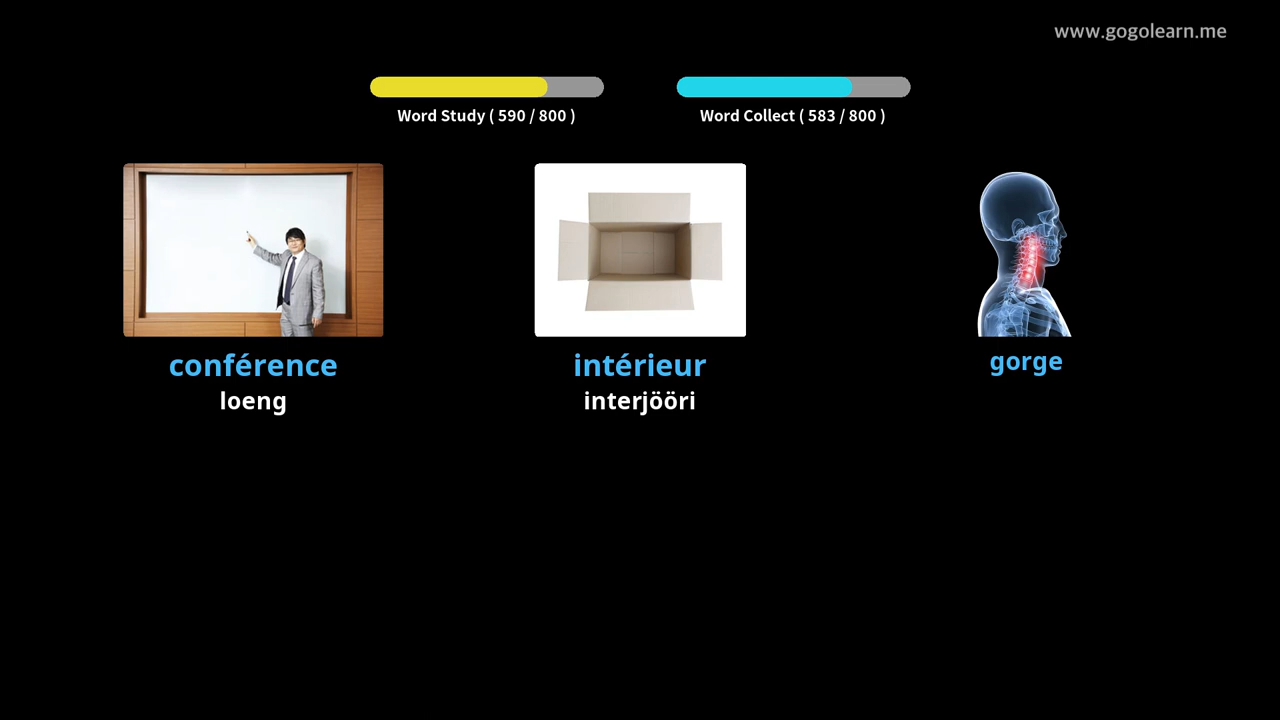 www.gogolearn.me
Word Study ( 590 / 800 )
Word Collect ( 583 / 800 )
conférence
loeng
intérieur
interjööri
gorge